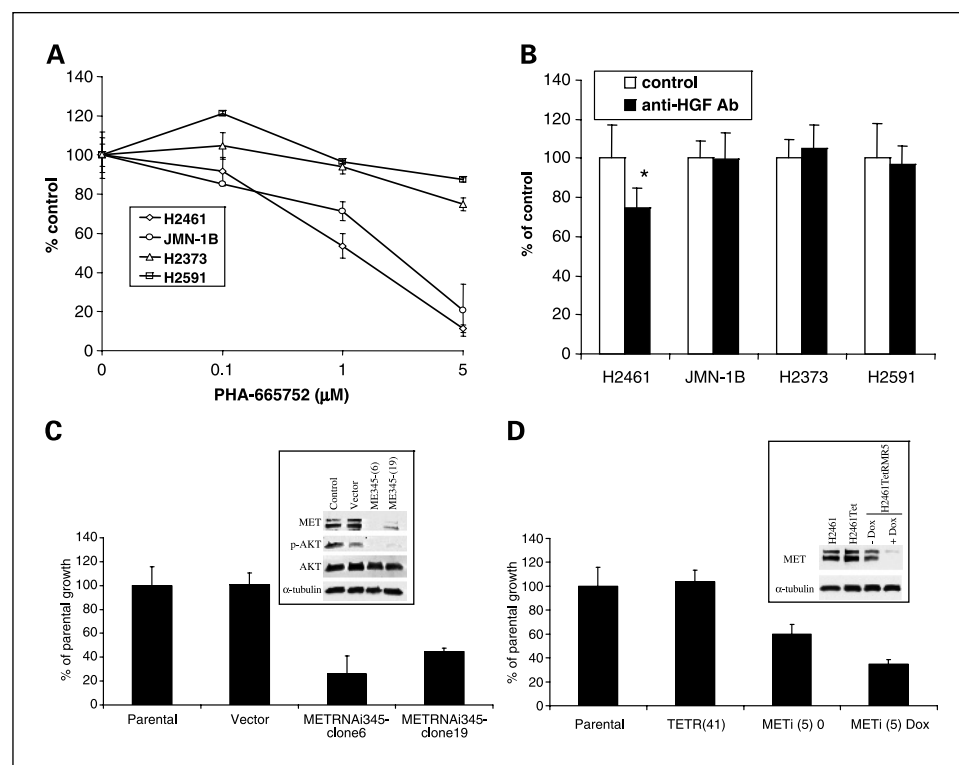 A
140
120
100
80
60
40
20
0
% control
H2461
JMN-1B
H2373
H2591
0
0.1
1
5
PHA-665752 (μM)
B
control
anti-HGF Ab
140
120
100
80
60
40
20
0
% of control
*
H2461
JMN-1B
H2373
H2591
C
Control
Vector
ME345-(6)
ME345-(19)
MET
p-AKT
AKT
α-tubulin
140
120
100
80
60
40
20
0
% of parental growth
Parental
Vector
METRNAi345-
clone6
METRNAi345-
clone19
D
H2461
H2461Tet
H2461TetRMR5
- Dox
+ Dox
MET
α-tubulin
140
120
100
80
60
40
20
0
% of parental growth
Parental
TETR(41)
METi (5) 0
METi (5) Dox